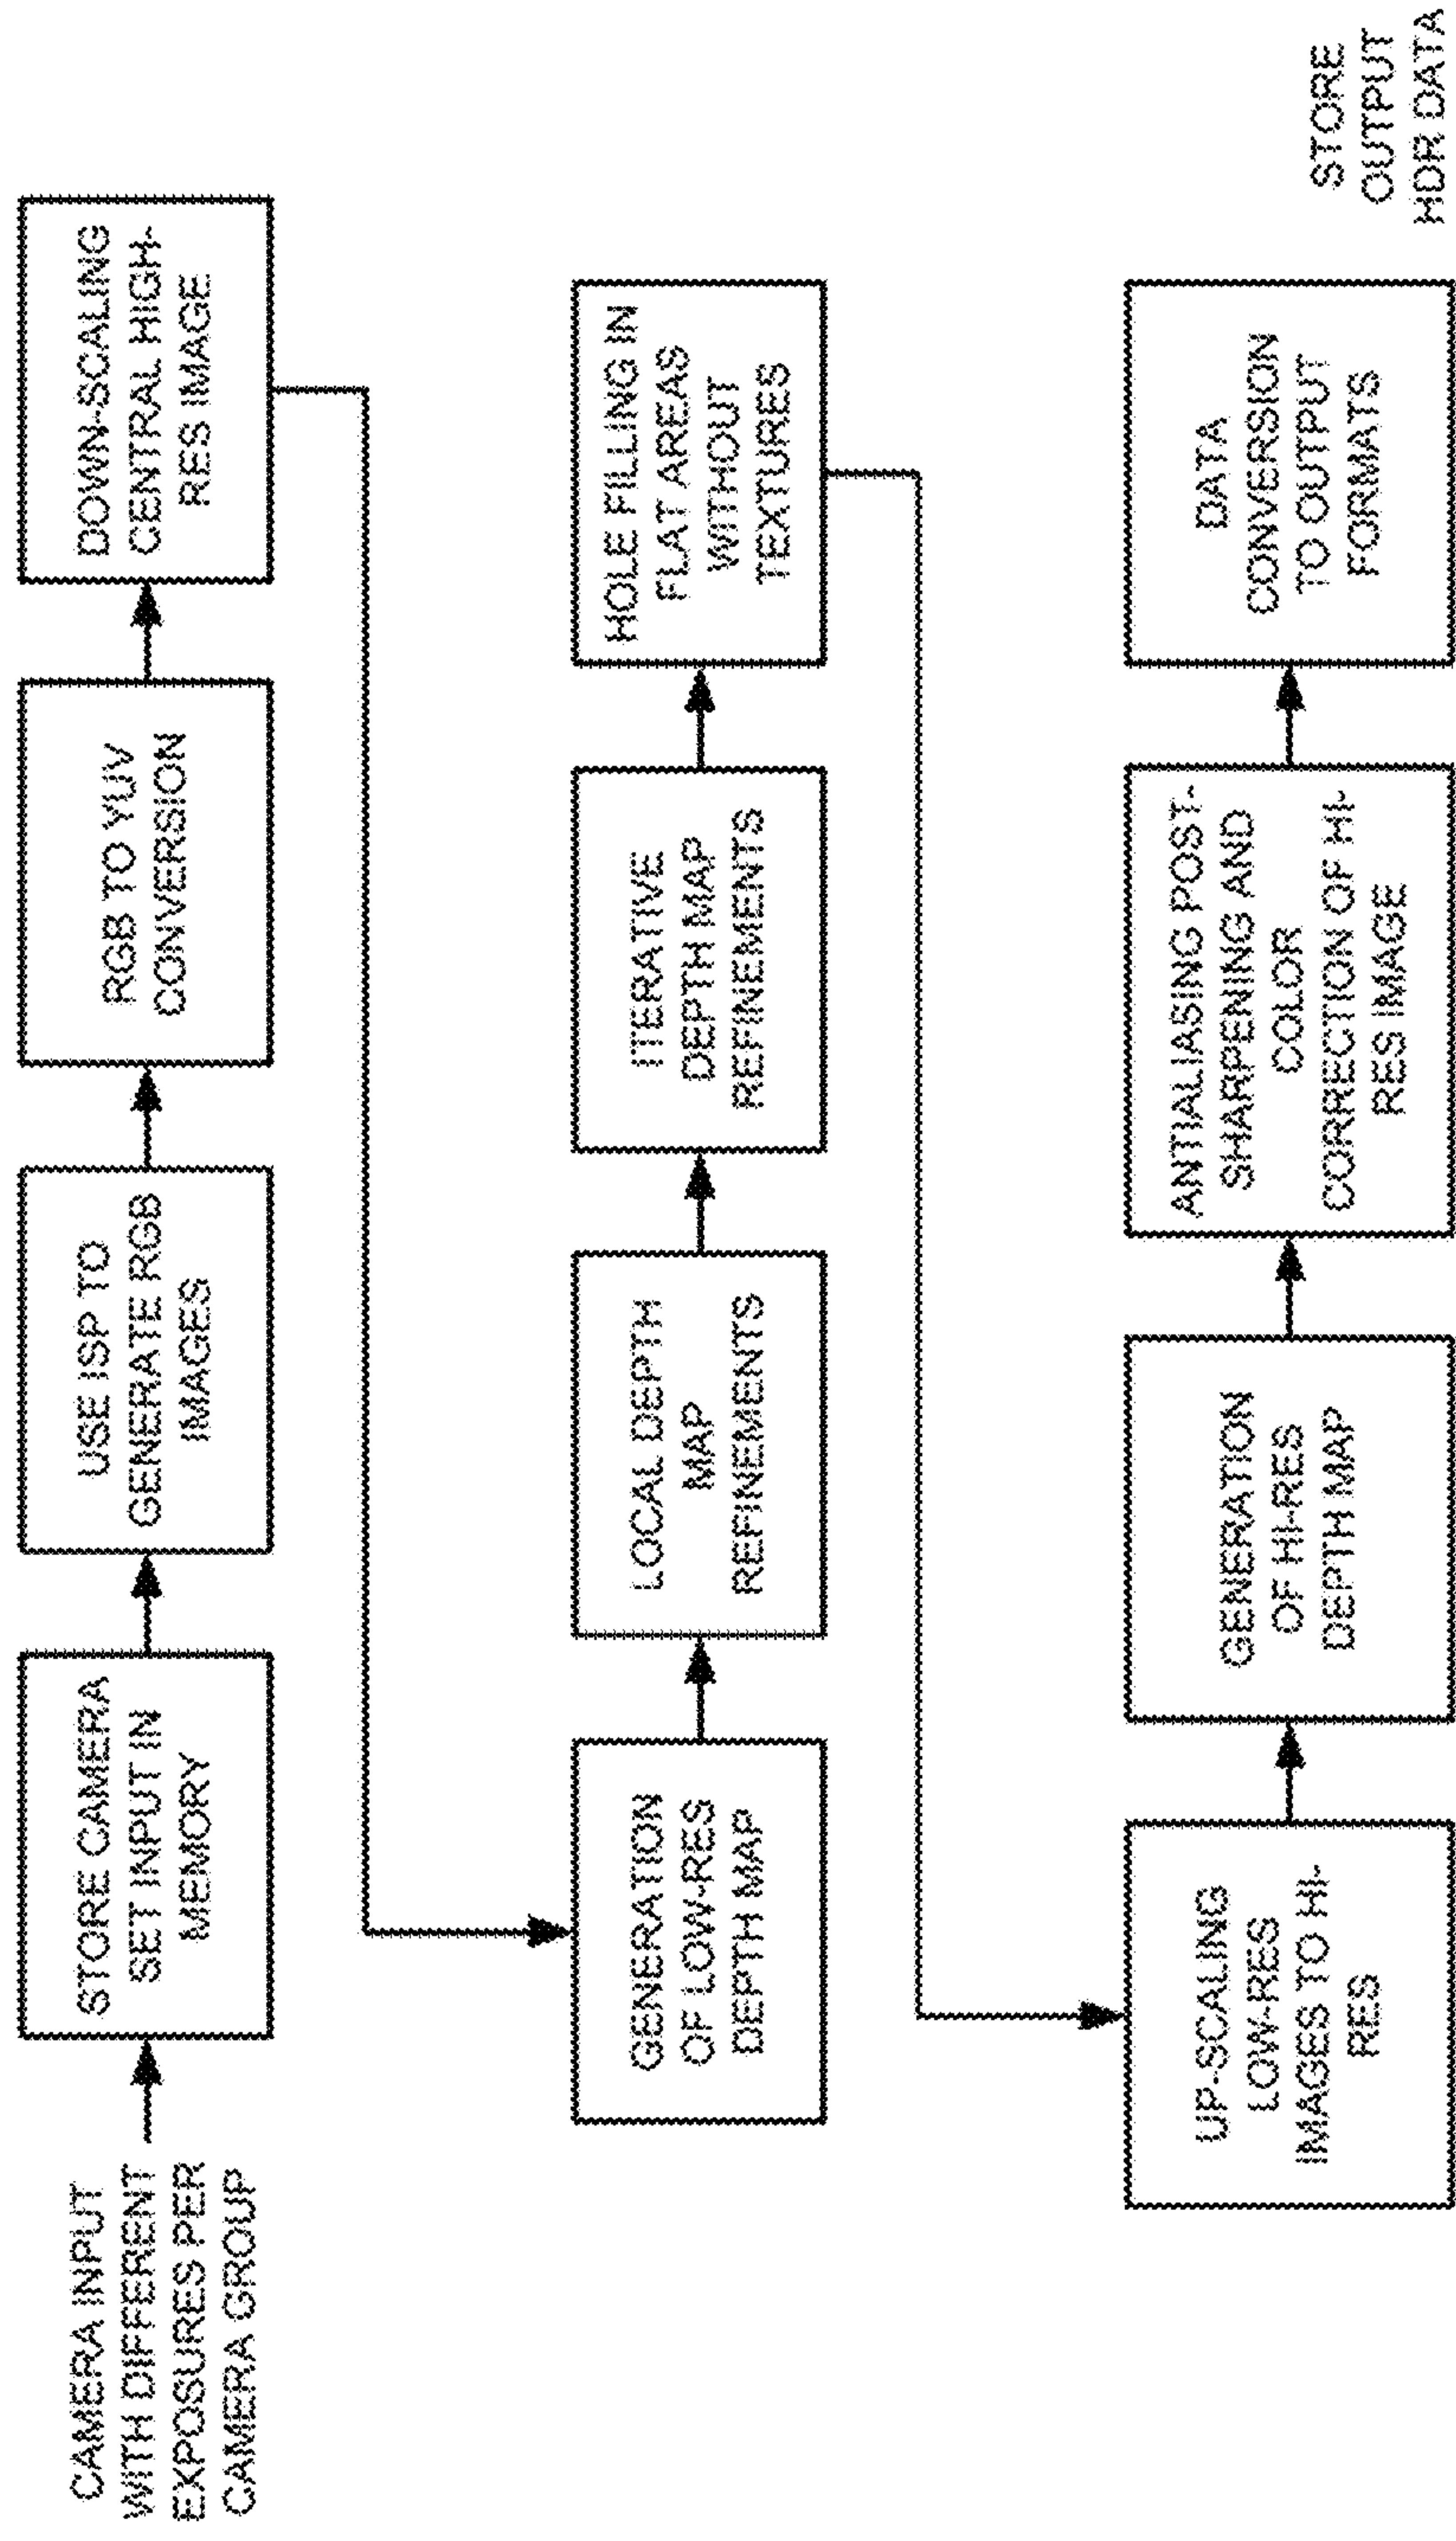 CAMERA INPUT
WITH DIFFERENT
EXPOSURES PER
CAMERA GROUP
STORE CAMERA
SET INPUT IN
MEMORY
USE ISP TO
GENERATE RGB
IMAGES
RGB TO YUV
CONVERSION
DOWN-SCALING
CENTRAL HIGH-
RES IMAGE
GENERATION
OF LOW-RES
DEPTH MAP
LOCAL DEPTH
MAP
REFINEMENTS
ITERATIVE
DEPTH MAP
REFINEMENTS
HOLE FILLING IN
FLAT AREAS
WITHOUT
TEXTURES
UP-SCALING
LOW-RES
IMAGES TO HI-
RES
GENERATION
OF HI-RES
DEPTH MAP
ANTIALIASING POST-
SHARPENING AND
COLOR
CORRECTION OF HI-
RES IMAGE
DATA
CONVERSION
TO OUTPUT
FORMATS
STORE
OUTPUT
HDR DATA